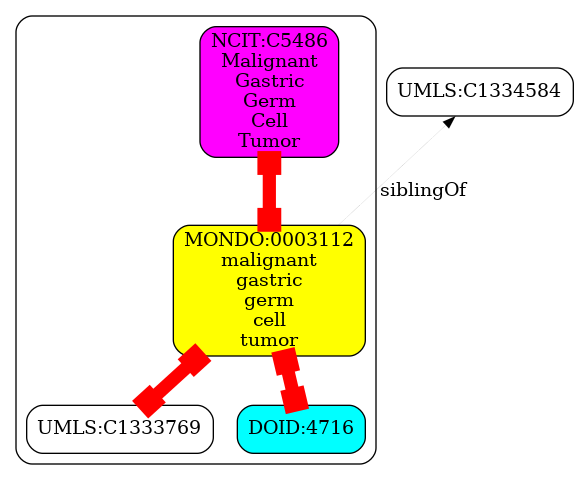 NCIT:C5486
Malignant
Gastric
Germ
Cell
Tumor
UMLS:C1334584
siblingOf
MONDO:0003112
malignant
gastric
germ
cell
tumor
UMLS:C1333769
DOID:4716